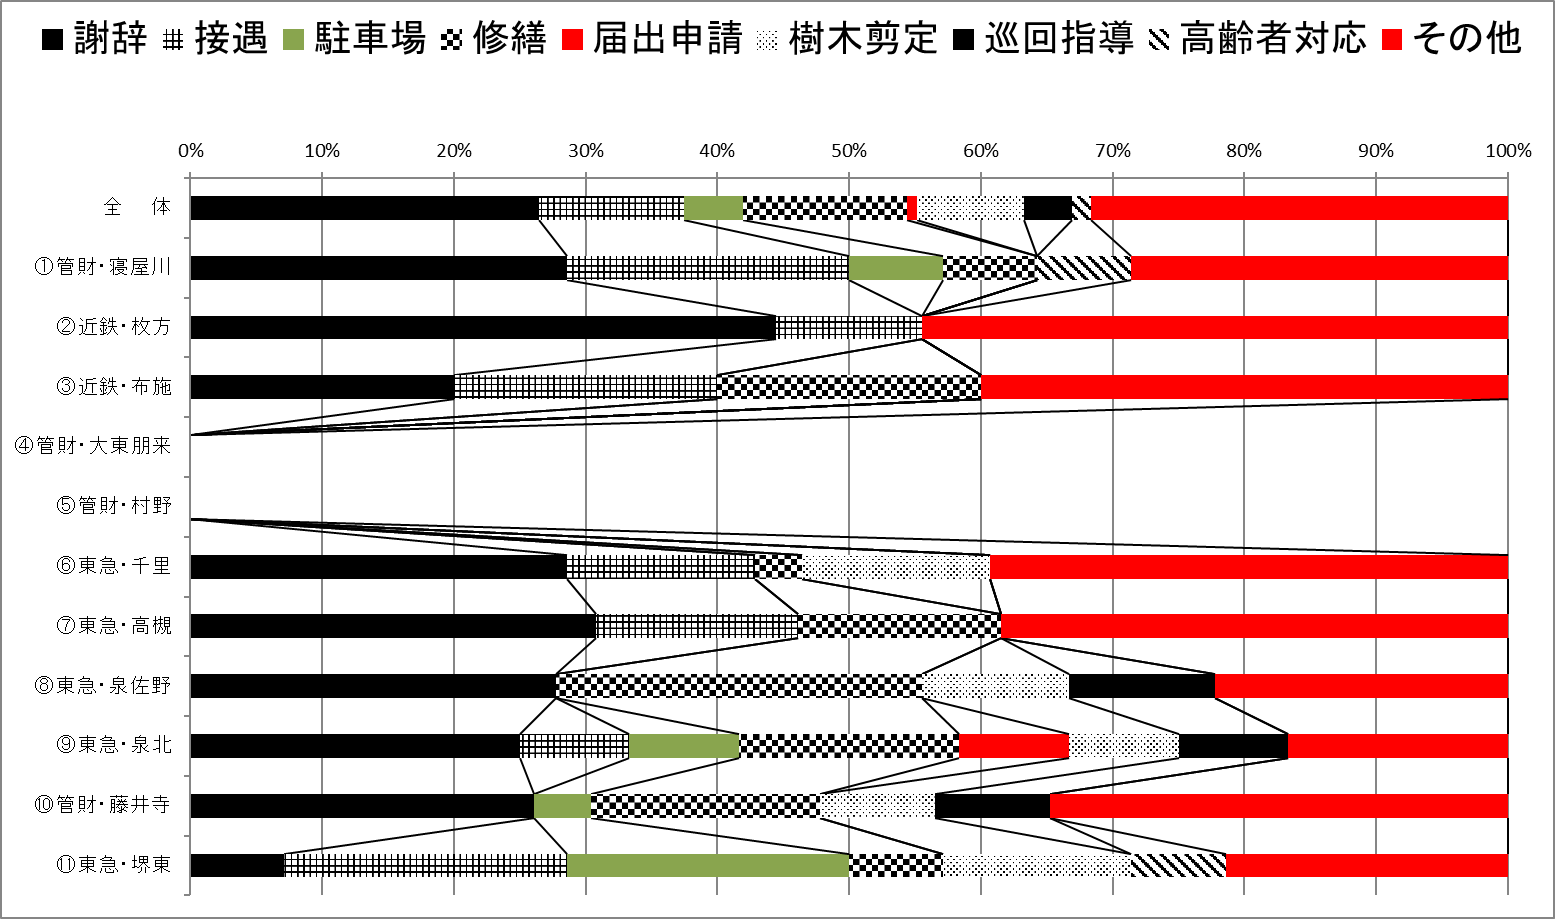 謝辞 接遇 駐車場 修繕 届出申請 樹木剪定 巡回指導 高齢者対応 その他
0% 10% 20% 30% 40% 50% 60% 70% 80% 90% 100%
全　体
①管財・寝屋川
②近鉄・枚方
③近鉄・布施
④管財・大東朋来
⑤管財・村野
⑥東急・千里
⑦東急・高槻
⑧東急・泉佐野
⑨東急・泉北
⑩管財・藤井寺
⑪東急・堺東